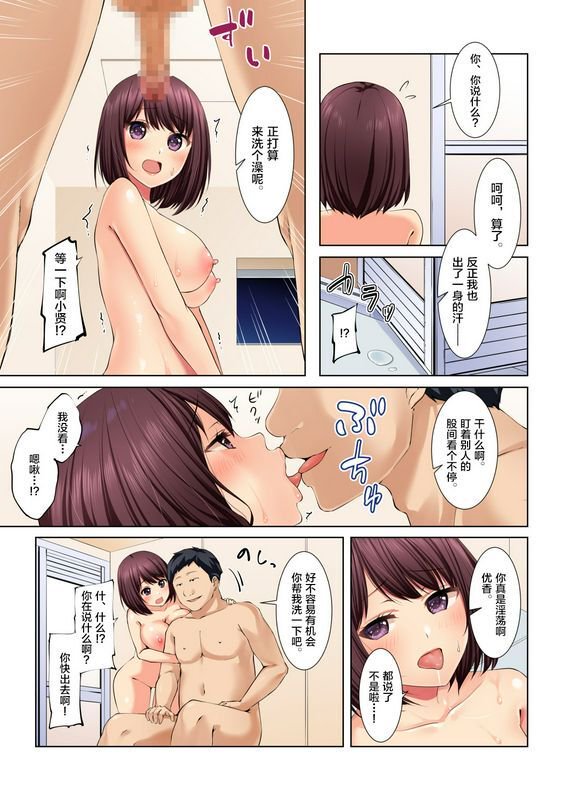 你、
你说什么？
呵呵，
算了。
反正我也
出了一身的汗——
!?
カラッ
正打算
来洗个澡呢。
等一下啊小贤!?
ずい
干什么啊。
盯着别人的
股间看个不停
ぶちゅ
我没看…
嗯啾…!?
你真是淫荡啊
优香。
都说了
不是啦…！
好不容易有机会
你帮我洗一下吧
のしっ
什、什么!?
你在说什么啊?
你快出去啊！